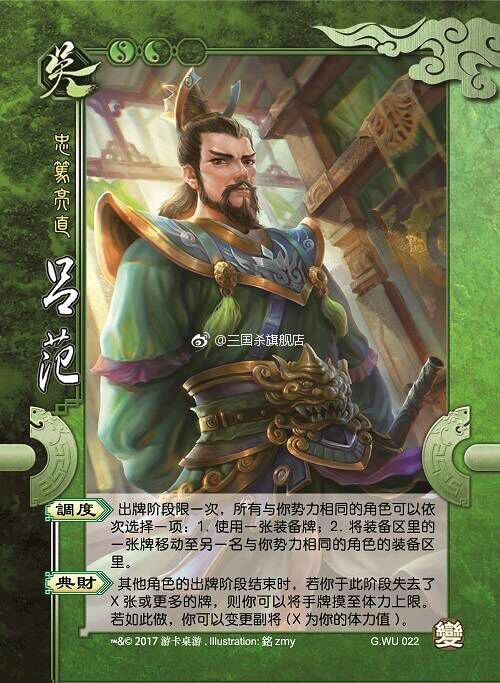 吴
忠篤亮直
吕范
@三国杀旗舰店
調度
出牌阶段限一次，所有与你势力相同的角色可以依
次选择一项：1. 使用一张装备牌；2. 将装备区里的
一张牌移动至另一名与你势力相同的角色的装备区
里。
典財
其他角色的出牌阶段结束时，若你于此阶段失去了
X 张或更多的牌，则你可以将手牌摸至体力上限。
若如此做，你可以变更副将 (X 为你的体力值 )。
™&© 2017 游卡桌游 . Illustration: 銘 zmy
G.WU 022
變